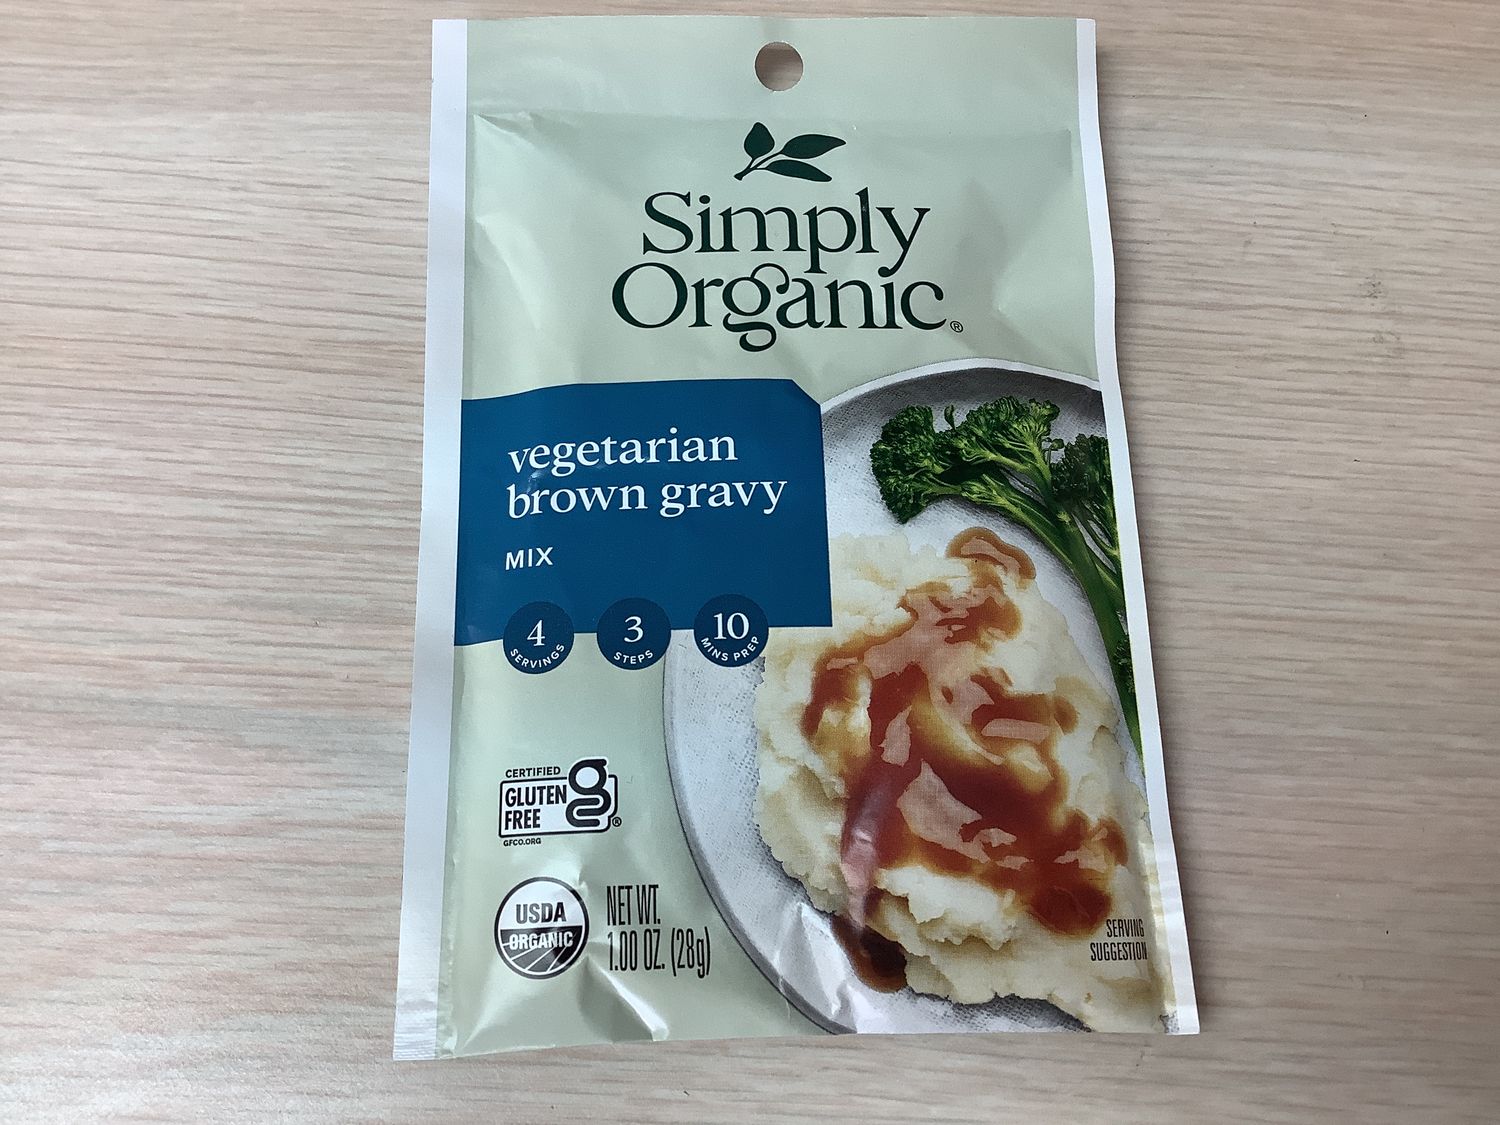 Simply
Organic®
vegetarian
brown gravy
MIX
4
SERVINGS
3
STEPS
10
MINS PREP
CERTIFIED
GLUTEN
FREE
g
®
GFCO.ORG
USDA
ORGANIC
NET WT.
1.00 OZ. (28g)
SERVING
SUGGESTION